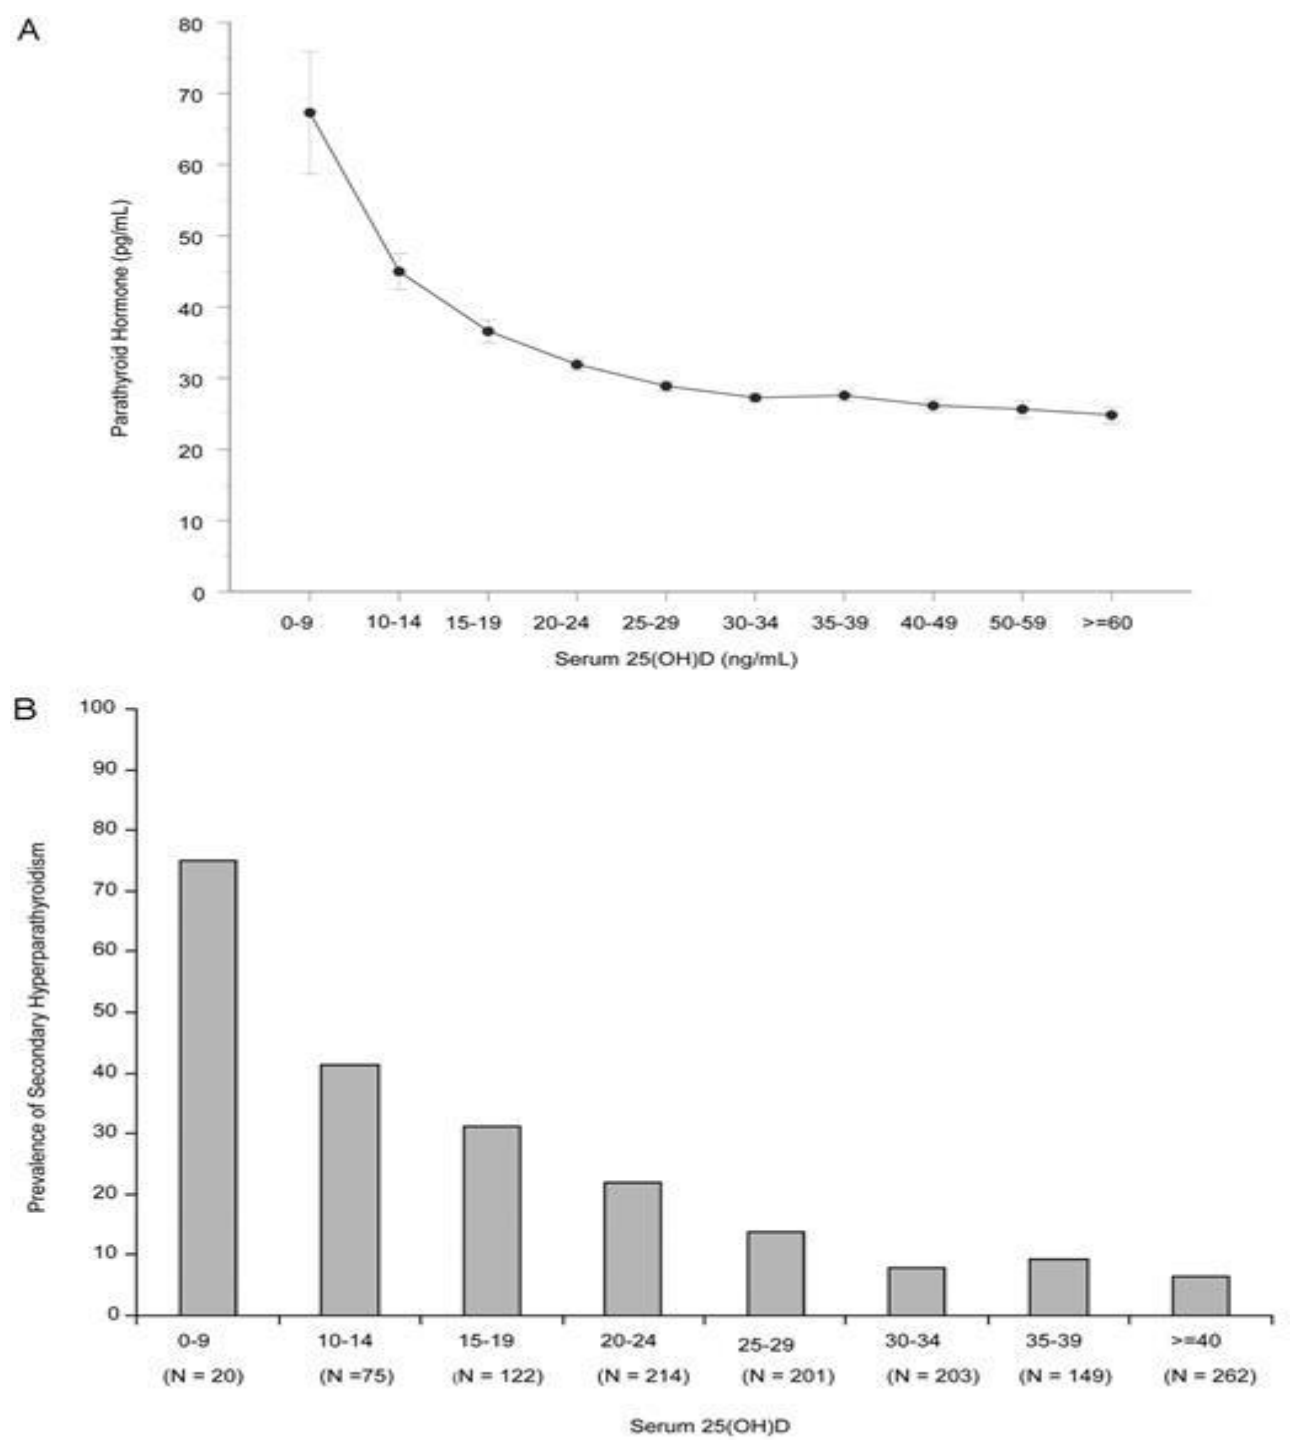 A
80
70
60
50
40
30
20
10
0
Parathyroid Hormone (pg/mL)
0-9 10-14 15-19 20-24 25-29 30-34 35-39 40-49 50-59 >=60
Serum 25(OH)D (ng/mL)
B
100
90
80
70
60
50
40
30
20
10
0
Prevalence of Secondary Hyperparathyroidism
0-9 10-14 15-19 20-24 25-29 30-34 35-39 >=40
(N = 20) (N =75) (N = 122) (N = 214) (N = 201) (N = 203) (N = 149) (N = 262)
Serum 25(OH)D